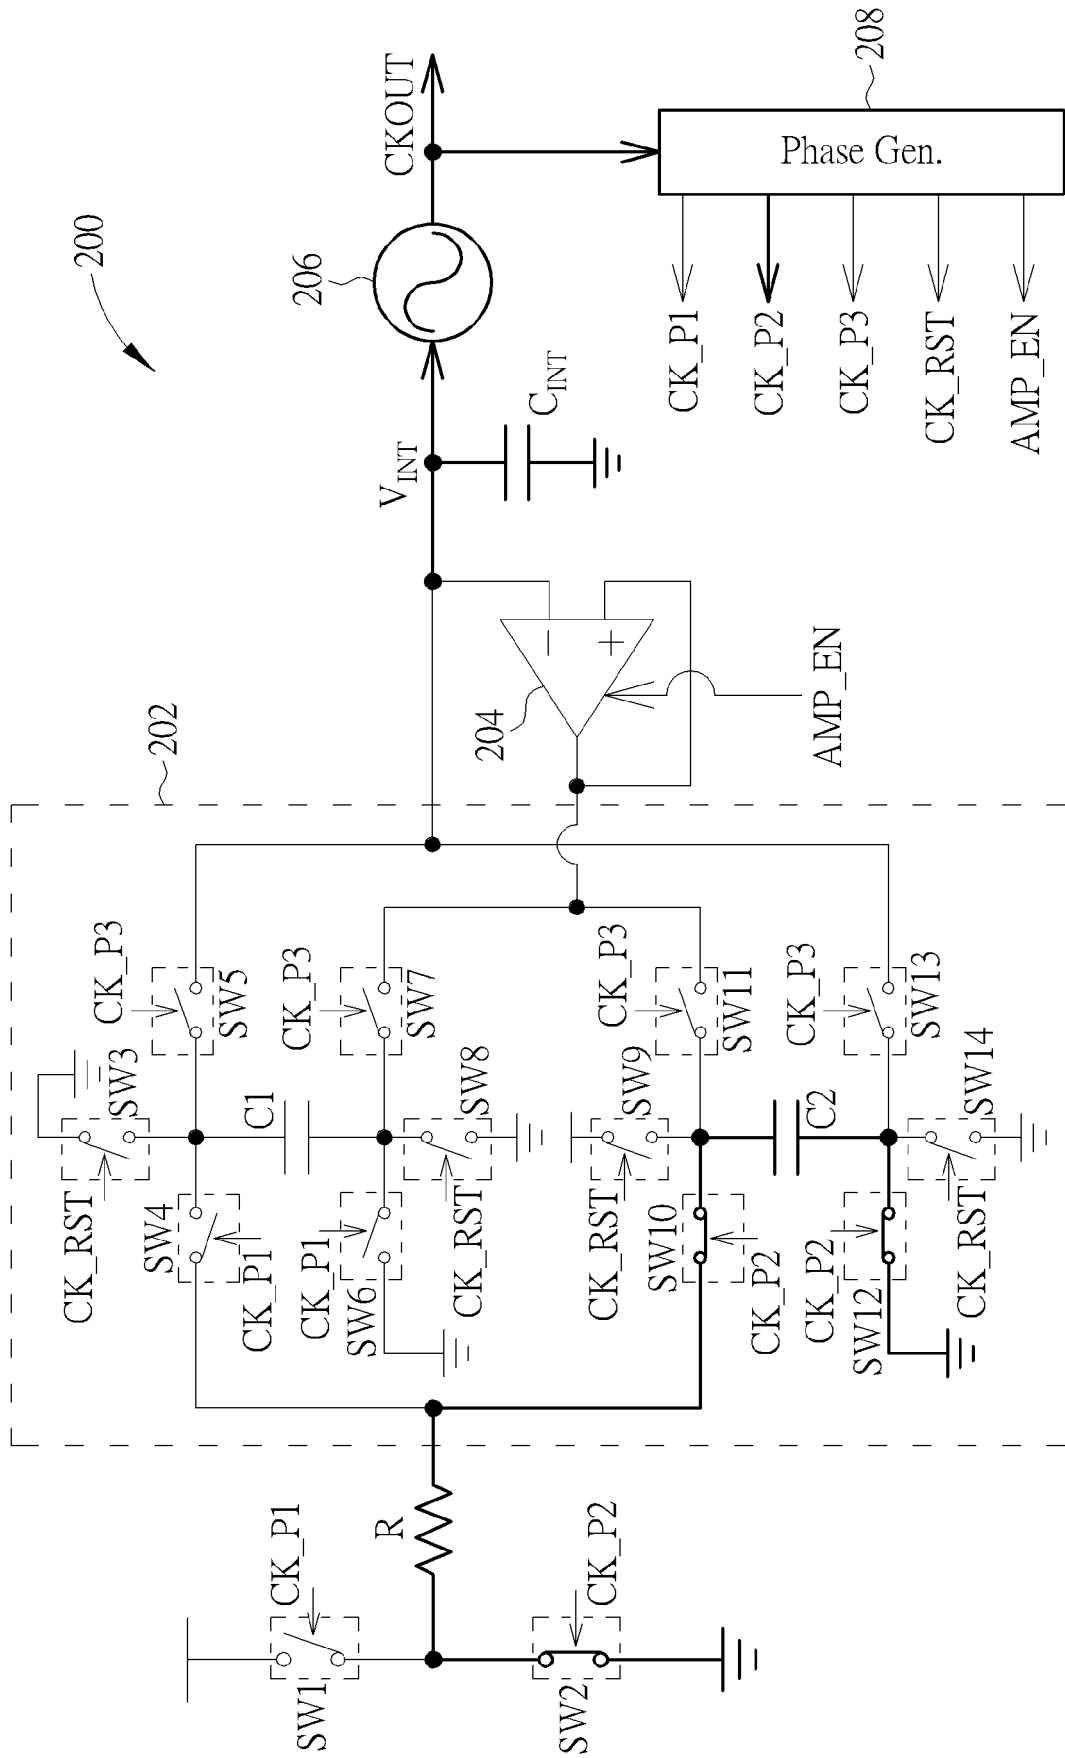 200
202
CK_RST
SW3
CK_P3
SW5
SW4
CK_P1
C1
CK_P3
SW7
CK_P1
SW6
SW8
CK_RST
CK_P3
SW11
SW9
CK_RST
SW10
CK_P2
C2
CK_P3
SW13
SW14
CK_P2
SW12
CK_RST
CK_P1
SW1
R
CK_P2
SW2
204
−
+
AMP_EN
VINT
CINT
206
CKOUT
208
Phase Gen.
CK_P1
CK_P2
CK_P3
CK_RST
AMP_EN